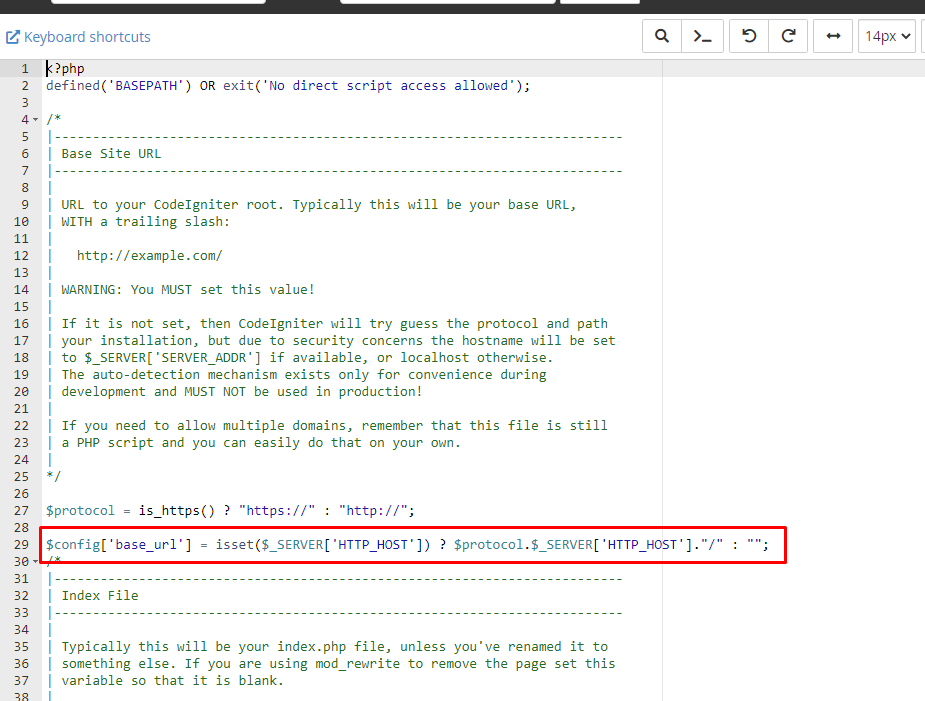 Keyboard shortcuts
14px
1 <?php
2 defined('BASEPATH') OR exit('No direct script access allowed');
3
4 /*
5 |--------------------------------------------------------------------------
6 | Base Site URL
7 |--------------------------------------------------------------------------
8 |
9 | URL to your CodeIgniter root. Typically this will be your base URL,
10 | WITH a trailing slash:
11 |
12 | http://example.com/
13 |
14 | WARNING: You MUST set this value!
15 |
16 | If it is not set, then CodeIgniter will try guess the protocol and path
17 | your installation, but due to security concerns the hostname will be set
18 | to $_SERVER['SERVER_ADDR'] if available, or localhost otherwise.
19 | The auto-detection mechanism exists only for convenience during
20 | development and MUST NOT be used in production!
21 |
22 | If you need to allow multiple domains, remember that this file is still
23 | a PHP script and you can easily do that on your own.
24 |
25 */
26
27 $protocol = is_https() ? "https://" : "http://";
28
29 $config['base_url'] = isset($_SERVER['HTTP_HOST']) ? $protocol.$_SERVER['HTTP_HOST']."/" : "";
30 /*
31 |--------------------------------------------------------------------------
32 | Index File
33 |--------------------------------------------------------------------------
34 |
35 | Typically this will be your index.php file, unless you've renamed it to
36 | something else. If you are using mod_rewrite to remove the page set this
37 | variable so that it is blank.
38 |